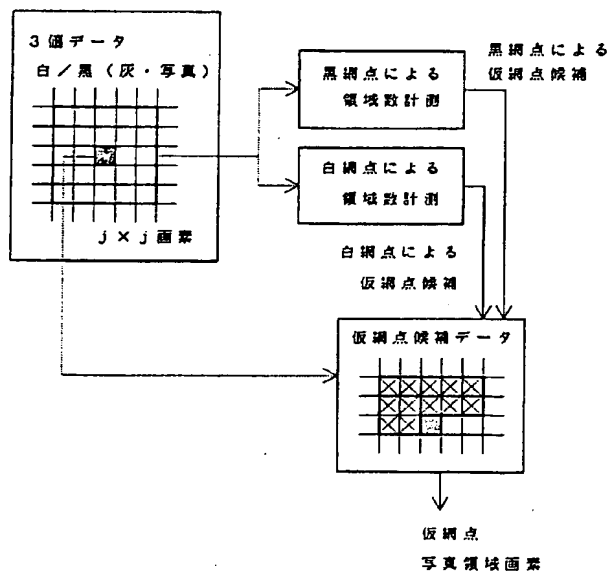 3値データ
白／黒（灰・写真）
j×j画素
黒網点による
領域数計測
白網点による
領域数計測
黒網点による
仮網点候補
白網点による
仮網点候補
仮網点候補データ
仮網点
写真領域画素